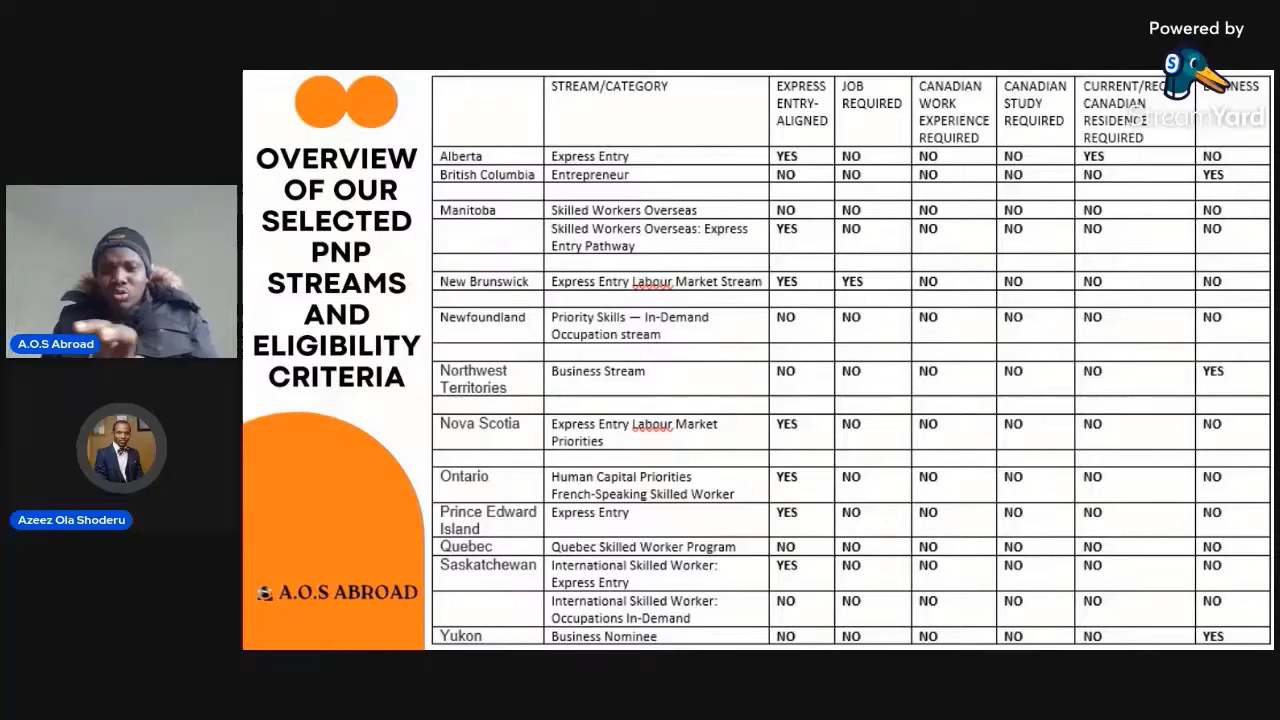 Powered by
StreamYard
OVERVIEW
OF OUR
SELECTED
PNP
STREAMS
AND
ELIGIBILITY
CRITERIA
A.O.S ABROAD
A.O.S Abroad
Azeez Ola Shoderu
STREAM/CATEGORY
EXPRESS ENTRY-ALIGNED
JOB REQUIRED
CANADIAN WORK EXPERIENCE REQUIRED
CANADIAN STUDY REQUIRED
CANADIAN RESIDENCE REQUIRED
Alberta Express Entry YES NO NO NO YES NO
British Columbia Entrepreneur NO NO NO NO NO YES
Manitoba Skilled Workers Overseas NO NO NO NO NO NO
Skilled Workers Overseas: Express YES NO NO NO NO NO
Entry Pathway
New Brunswick Express Entry Labour Market Stream YES YES NO NO NO NO
Newfoundland Priority Skills — In-Demand NO NO NO NO NO NO
Occupation stream
Northwest Business Stream NO NO NO NO NO YES
Territories
Nova Scotia Express Entry Labour Market YES NO NO NO NO NO
Priorities
Ontario Human Capital Priorities YES NO NO NO NO NO
French-Speaking Skilled Worker
Prince Edward Express Entry YES NO NO NO NO NO
Island
Quebec Quebec Skilled Worker Program NO NO NO NO NO NO
Saskatchewan International Skilled Worker: YES NO NO NO NO NO
Express Entry
International Skilled Worker: NO NO NO NO NO NO
Occupations In-Demand
Yukon Business Nominee NO NO NO NO NO YES